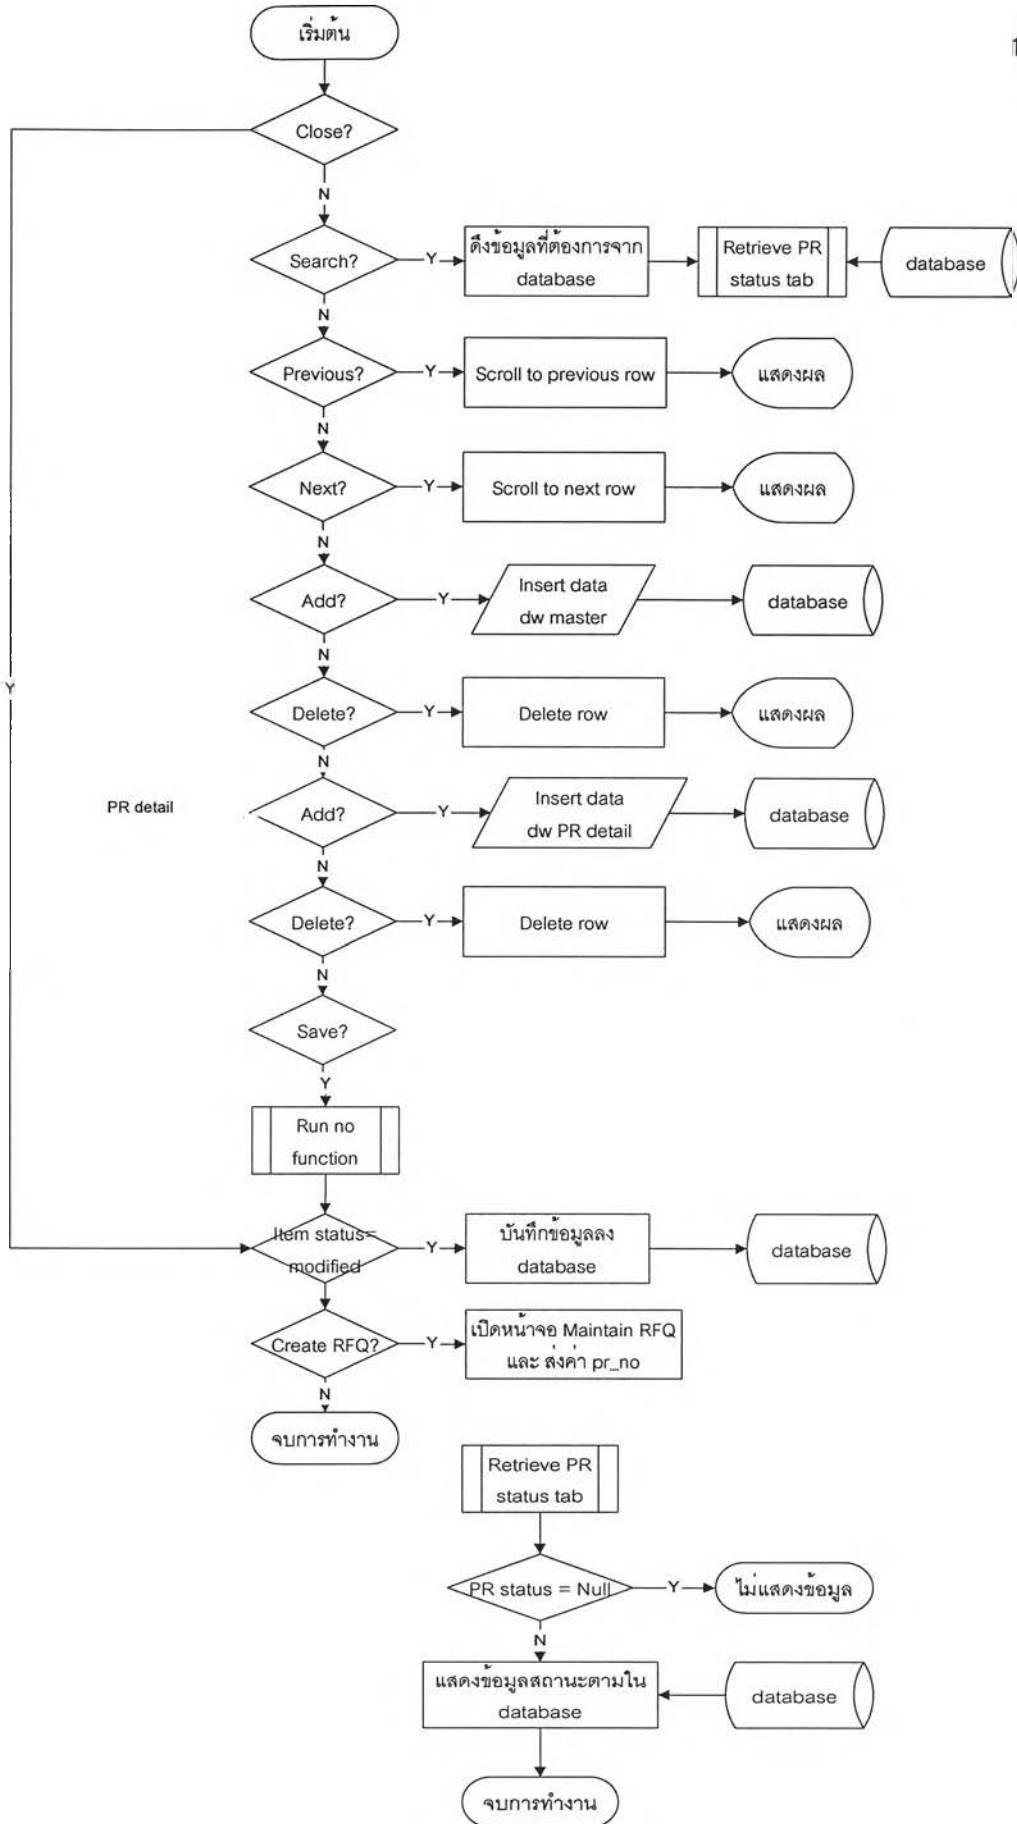 เริ่มต้น
Close?
N
Search?
Y
ดึงข้อมูลที่ต้องการจาก
database
Retrieve PR
status tab
database
N
Previous?
Y
Scroll to previous row
แสดงผล
N
Next?
Y
Scroll to next row
แสดงผล
N
Add?
Y
Insert data
dw master
database
N
Y
Delete?
Y
Delete row
แสดงผล
N
PR detail
Add?
Y
Insert data
dw PR detail
database
N
Delete?
Y
Delete row
แสดงผล
N
Save?
Y
Run no
function
Item status=
modified
Y
บันทึกข้อมูลลง
database
database
Create RFQ?
Y
เปิดหน้าจอ Maintain RFQ
และ ส่งค่า pr_no
N
จบการทำงาน
Retrieve PR
status tab
PR status = Null
Y
ไม่แสดงข้อมูล
N
แสดงข้อมูลสถานะตามใน
database
database
จบการทำงาน